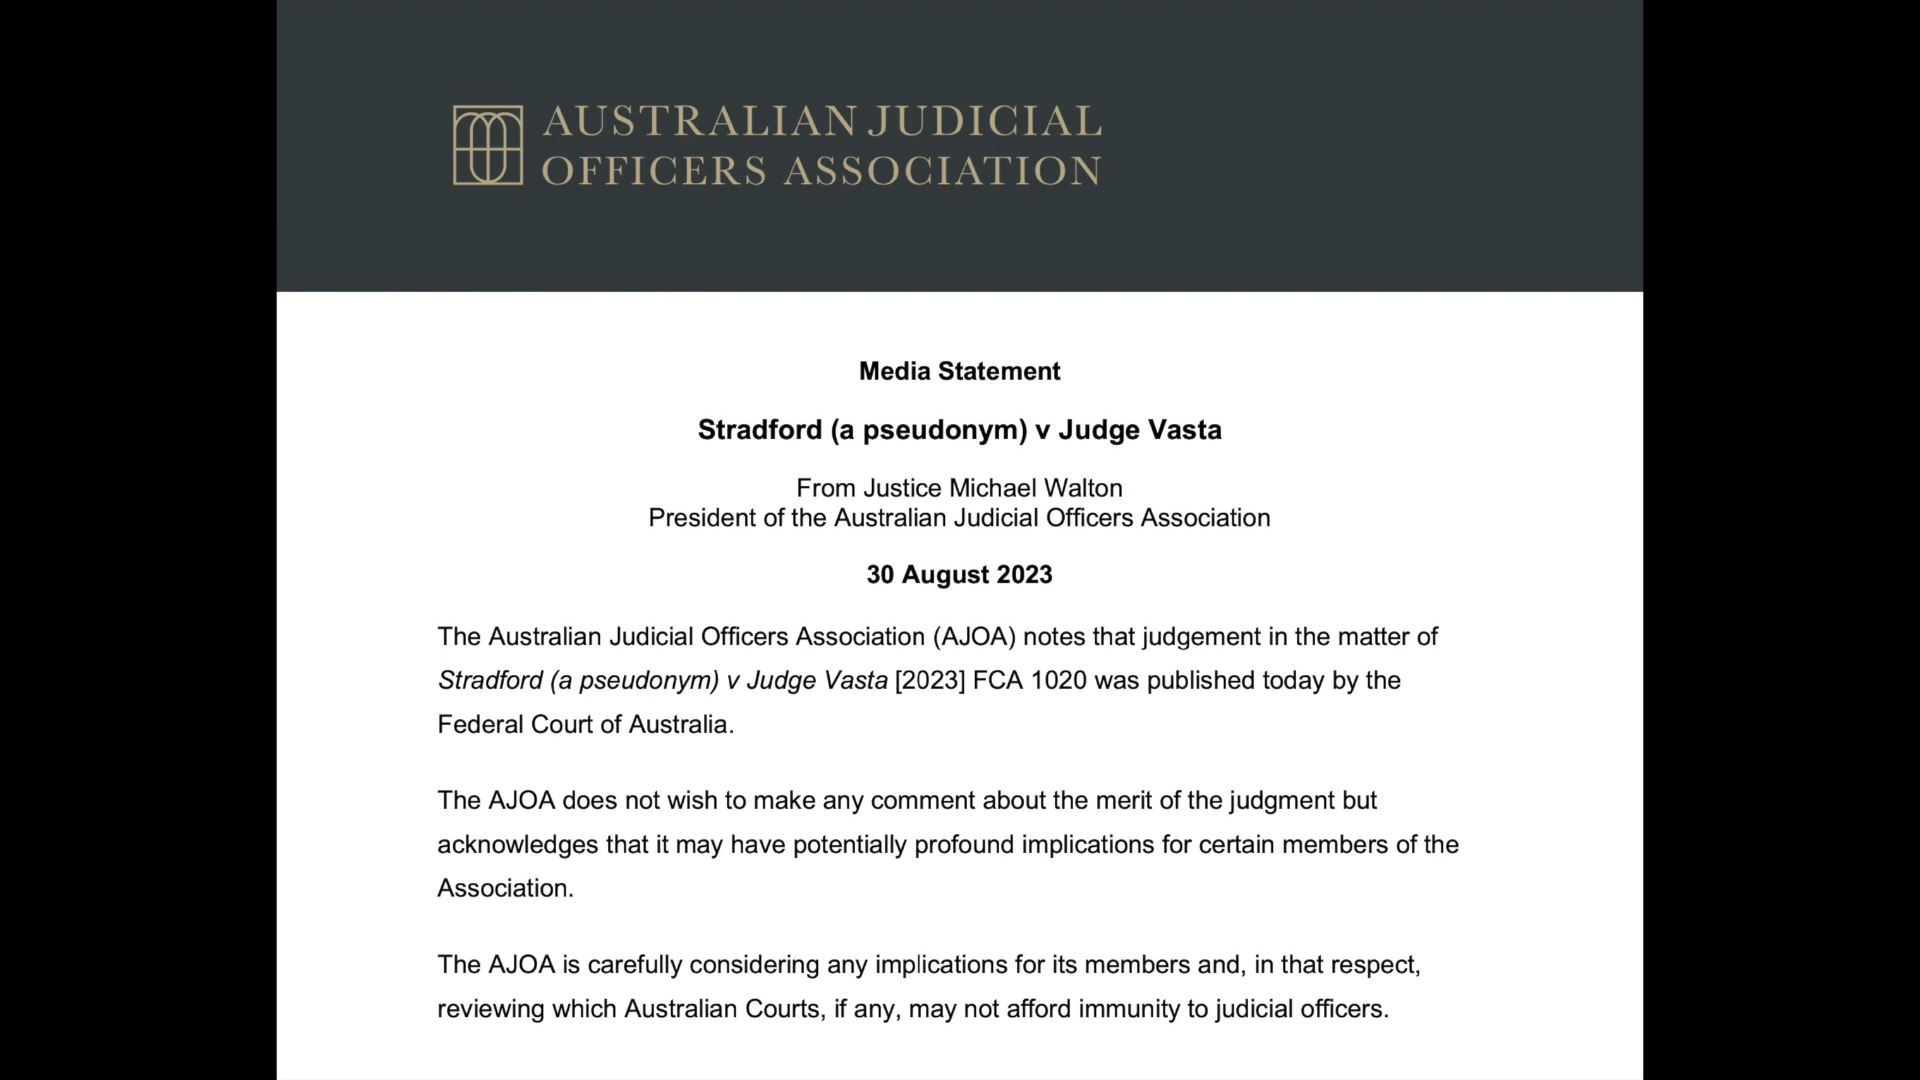 AUSTRALIAN JUDICIAL
OFFICERS ASSOCIATION
Media Statement
Stradford (a pseudonym) v Judge Vasta
From Justice Michael Walton
President of the Australian Judicial Officers Association
30 August 2023
The Australian Judicial Officers Association (AJOA) notes that judgement in the matter of
Stradford (a pseudonym) v Judge Vasta [2023] FCA 1020 was published today by the
Federal Court of Australia.
The AJOA does not wish to make any comment about the merit of the judgment but
acknowledges that it may have potentially profound implications for certain members of the
Association.
The AJOA is carefully considering any implications for its members and, in that respect,
reviewing which Australian Courts, if any, may not afford immunity to judicial officers.